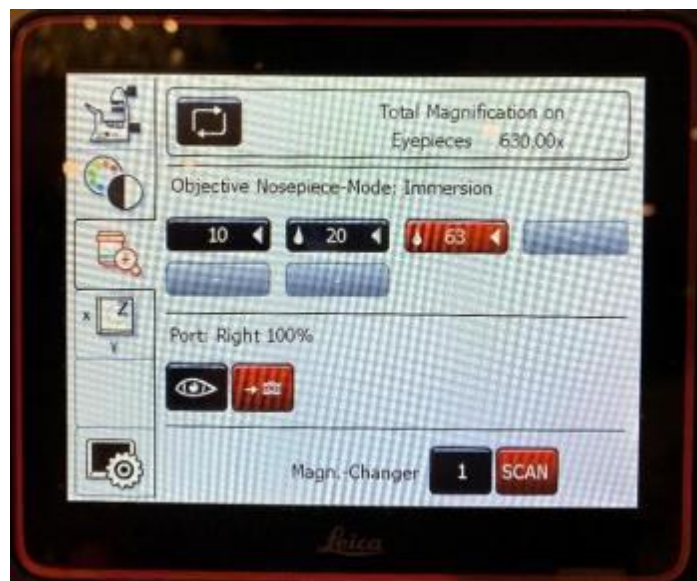 Total Magnification on
Eyepieces 630.00x
Objective Nosepiece-Mode: Immersion
10 20 63
x Z
Y
Port: Right 100%
Magn.-Changer 1 SCAN
Leica